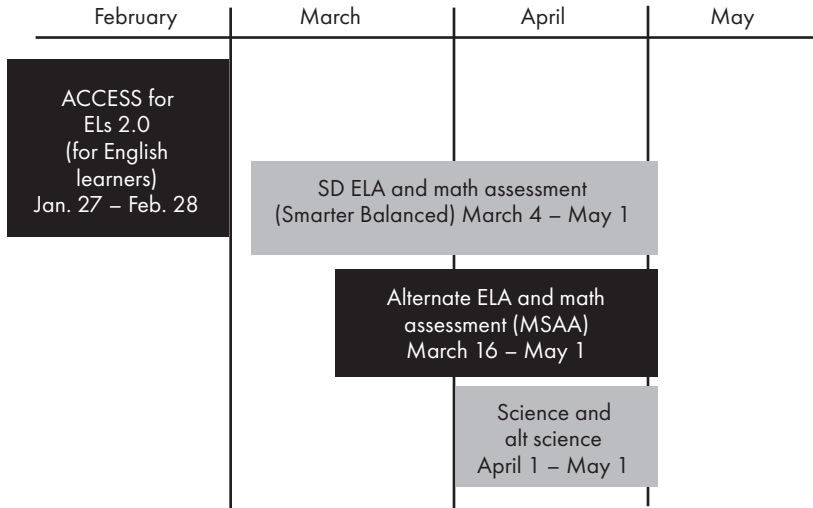 February
March
April
May
ACCESS for
ELs 2.0
(for English
learners)
Jan. 27 – Feb. 28
SD ELA and math assessment
(Smarter Balanced) March 4 – May 1
Alternate ELA and math
assessment (MSAA)
March 16 – May 1
Science and
alt science
April 1 – May 1